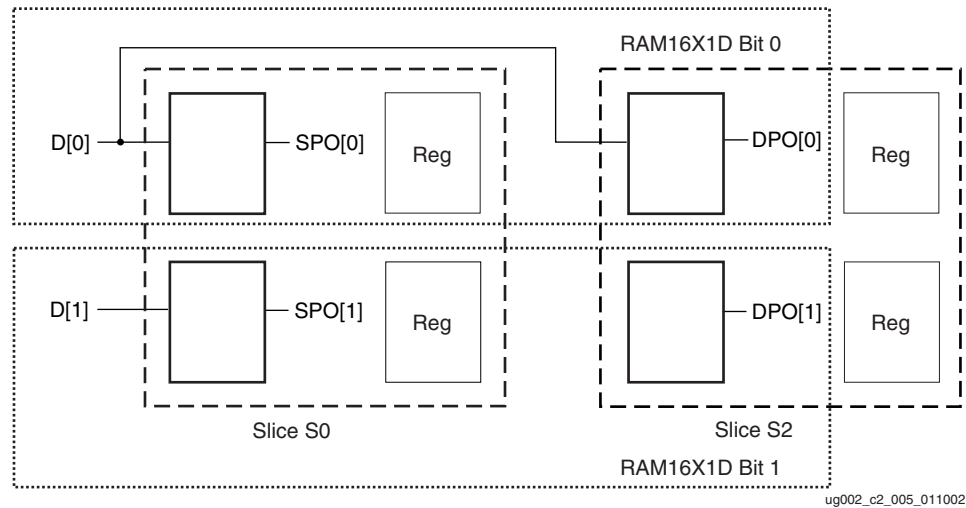 RAM16X1D Bit 0
D[0]
SPO[0]
Reg
DPO[0]
Reg
D[1]
SPO[1]
Reg
DPO[1]
Reg
Slice S0
Slice S2
RAM16X1D Bit 1
ug002_c2_005_011002